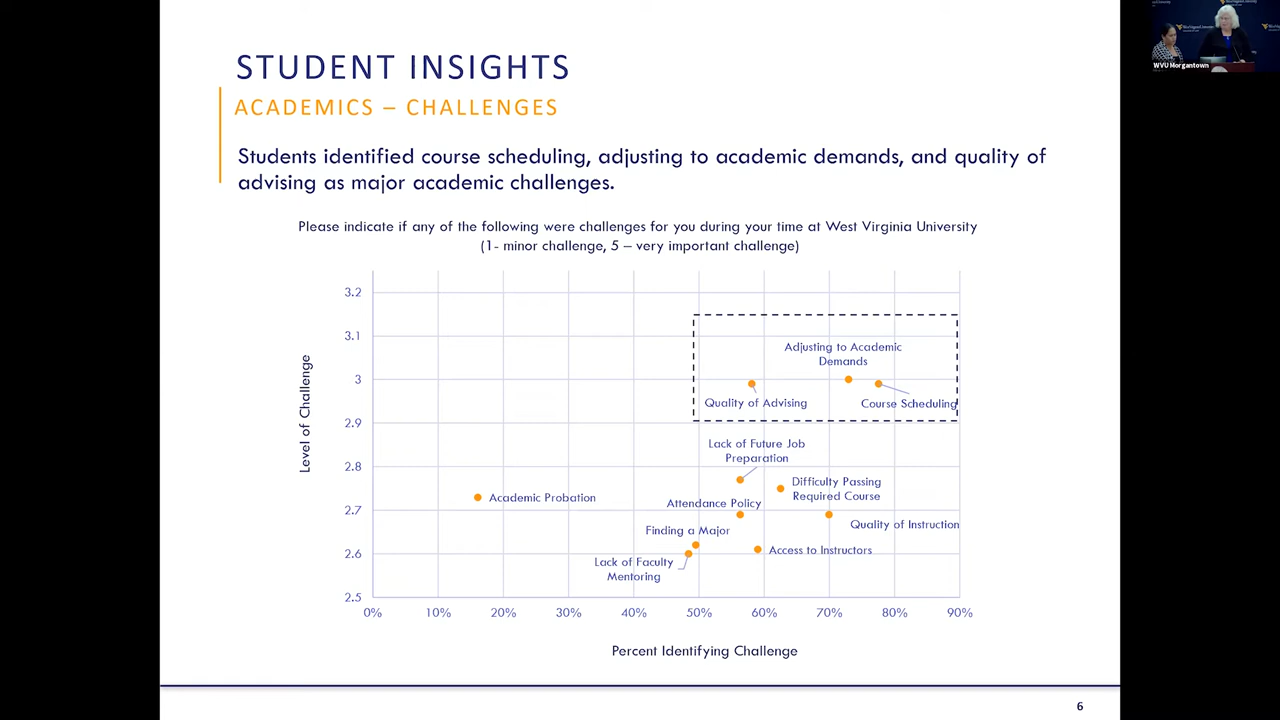 STUDENT INSIGHTS
ACADEMICS – CHALLENGES
Students identified course scheduling, adjusting to academic demands, and quality of
advising as major academic challenges.
Please indicate if any of the following were challenges for you during your time at West Virginia University
(1- minor challenge, 5 – very important challenge)
Level of Challenge
3.2
3.1
3
2.9
2.8
2.7
2.6
2.5
Adjusting to Academic
Demands
Quality of Advising
Course Scheduling
Lack of Future Job
Preparation
Difficulty Passing
Required Course
Academic Probation
Attendance Policy
Quality of Instruction
Finding a Major
Access to Instructors
Lack of Faculty
Mentoring
0%
10%
20%
30%
40%
50%
60%
70%
80%
90%
Percent Identifying Challenge
6
WVU Morgantown